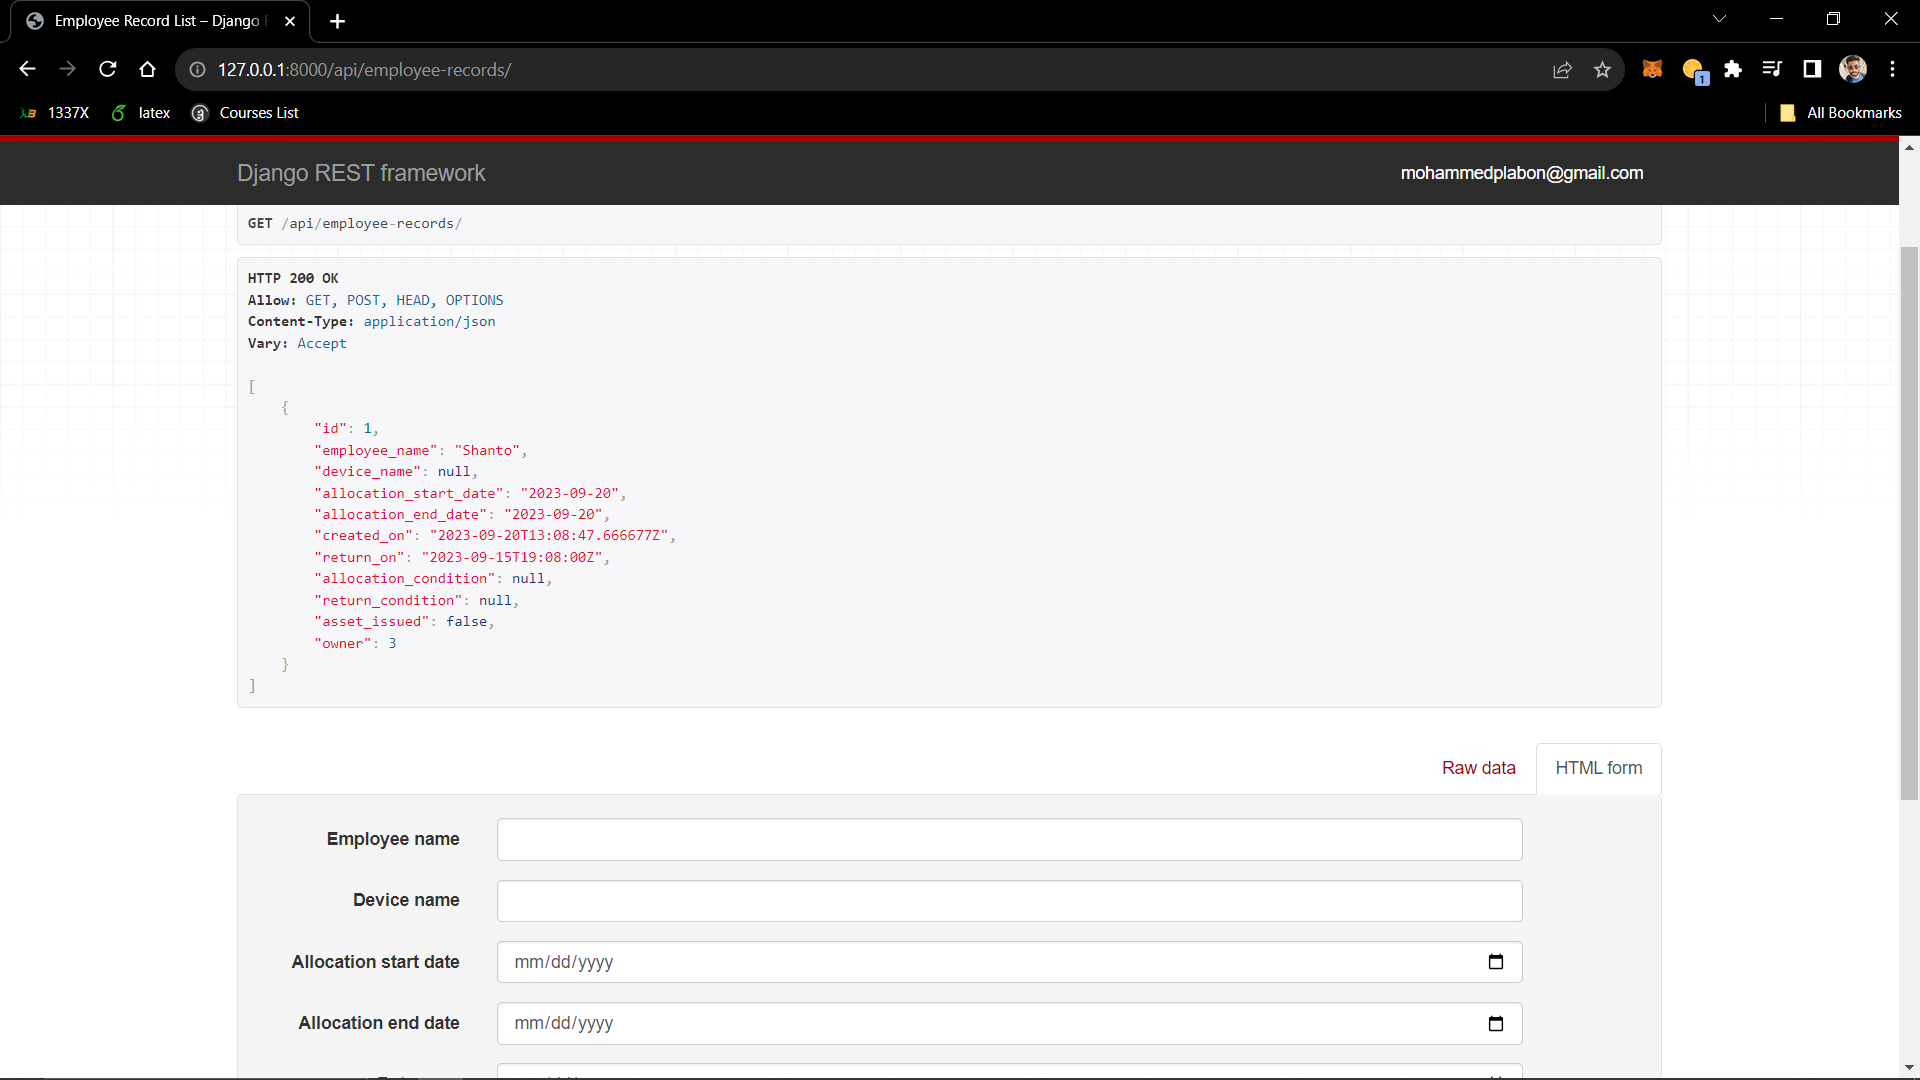 Employee Record List – Django
127.0.0.1:8000/api/employee-records/
1
1337X
latex
Courses List
All Bookmarks
Django REST framework
mohammedplabon@gmail.com
GET /api/employee-records/
HTTP 200 OK
Allow: GET, POST, HEAD, OPTIONS
Content-Type: application/json
Vary: Accept
[
{
"id": 1,
"employee_name": "Shanto",
"device_name": null,
"allocation_start_date": "2023-09-20",
"allocation_end_date": "2023-09-20",
"created_on": "2023-09-20T13:08:47.666677Z",
"return_on": "2023-09-15T19:08:00Z",
"allocation_condition": null,
"return_condition": null,
"asset_issued": false,
"owner": 3
}
]
Raw data
HTML form
Employee name
Device name
Allocation start date
mm/dd/yyyy
Allocation end date
mm/dd/yyyy